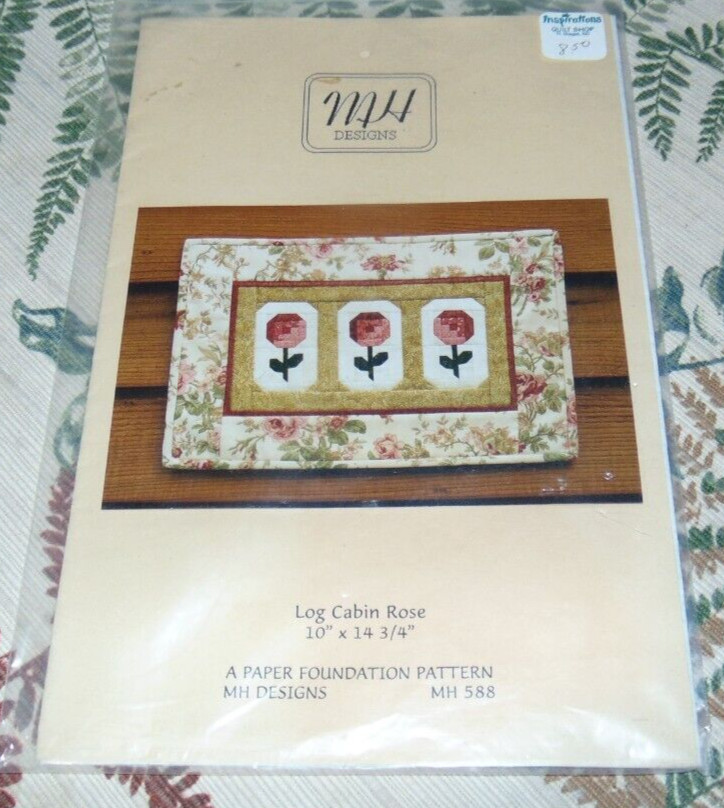 Inspirations
QUILT SHOP
850
MH
DESIGNS
Log Cabin Rose
10" x 14 3/4"
A PAPER FOUNDATION PATTERN
MH DESIGNS MH 588